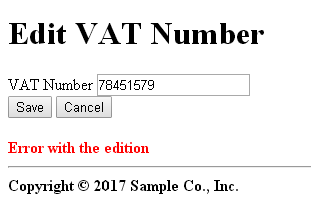 Edit VAT Number
VAT Number 78451579
Save Cancel
Error with the edition
Copyright © 2017 Sample Co., Inc.